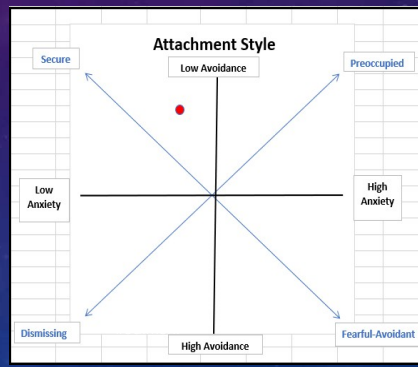 Attachment Style
Secure
Low Avoidance
Preoccupied
Low
Anxiety
High
Anxiety
Dismissing
High Avoidance
Fearful-Avoidant